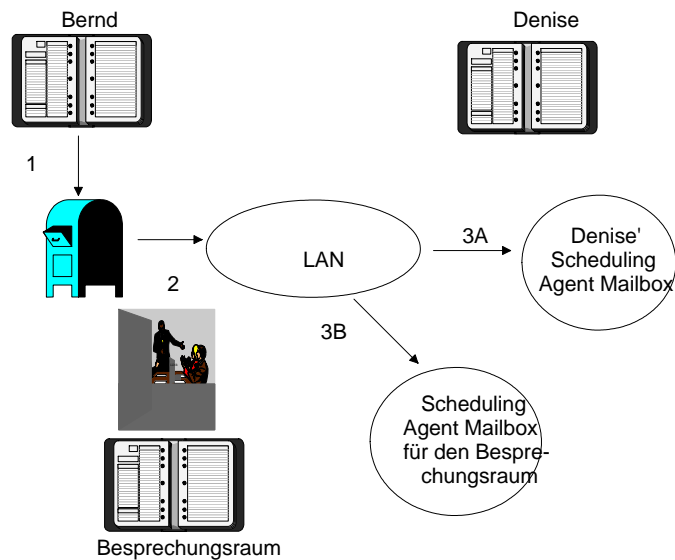 Bernd
Denise
1
LAN
3A
Denise'
Scheduling
Agent Mailbox
2
3B
Scheduling
Agent Mailbox
für den Bespre-
chungsraum
Besprechungsraum